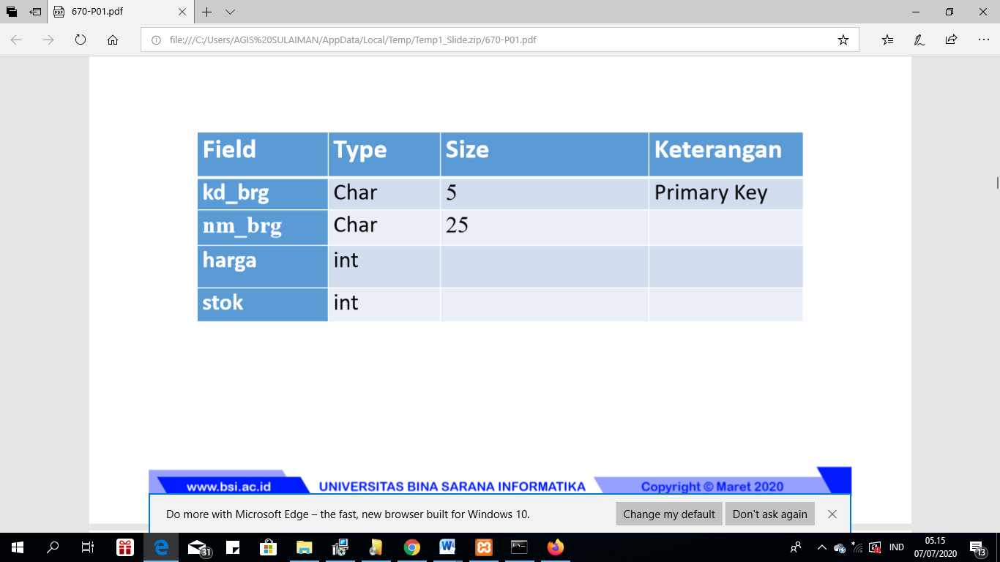 670-P01.pdf
file:///C:/Users/AGIS%20SULAIMAN/AppData/Local/Temp/Temp1_Slide.zip/670-P01.pdf
Field Type Size Keterangan
kd_brg Char 5 Primary Key
nm_brg Char 25
harga int
stok int
www.bsi.ac.id UNIVERSITAS BINA SARANA INFORMATIKA Copyright © Maret 2020
Do more with Microsoft Edge – the fast, new browser built for Windows 10. Change my default Don't ask again
31 IND 05.15
07/07/2020 13